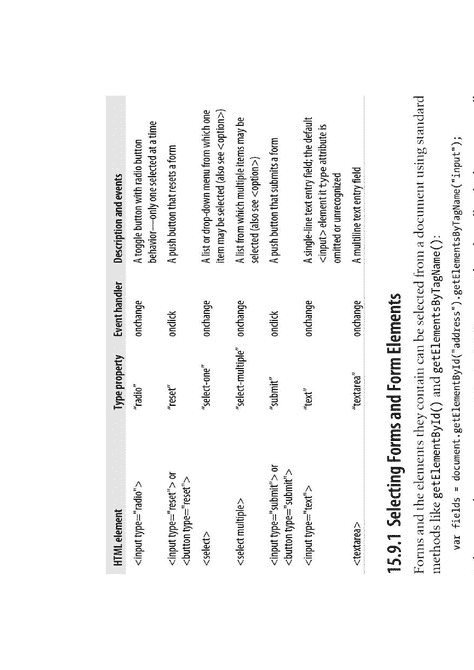 HTML element Type property Event handler Description and events
<input type="radio"> "radio" onchange A toggle button with radio button
behavior—only one selected at a time
<input type="reset"> or "reset" onclick A push button that resets a form
<button type="reset">
<select> "select-one" onchange A list or drop-down menu from which one
item may be selected (also see <option>)
<select multiple> "select-multiple" onchange A list from which multiple items may be
selected (also see <option>)
<input type="submit"> or "submit" onclick A push button that submits a form
<button type="submit">
<input type="text"> "text" onchange A single-line text entry field; the default
<input> element it type attribute is
omitted or unrecognized
<textarea> "textarea" onchange A multiline text entry field
15.9.1 Selecting Forms and Form Elements
Forms and the elements they contain can be selected from a document using standard
methods like getElementById() and getElementsByTagName():
var fields = document.getElementById("address").getElementsByTagName("input");